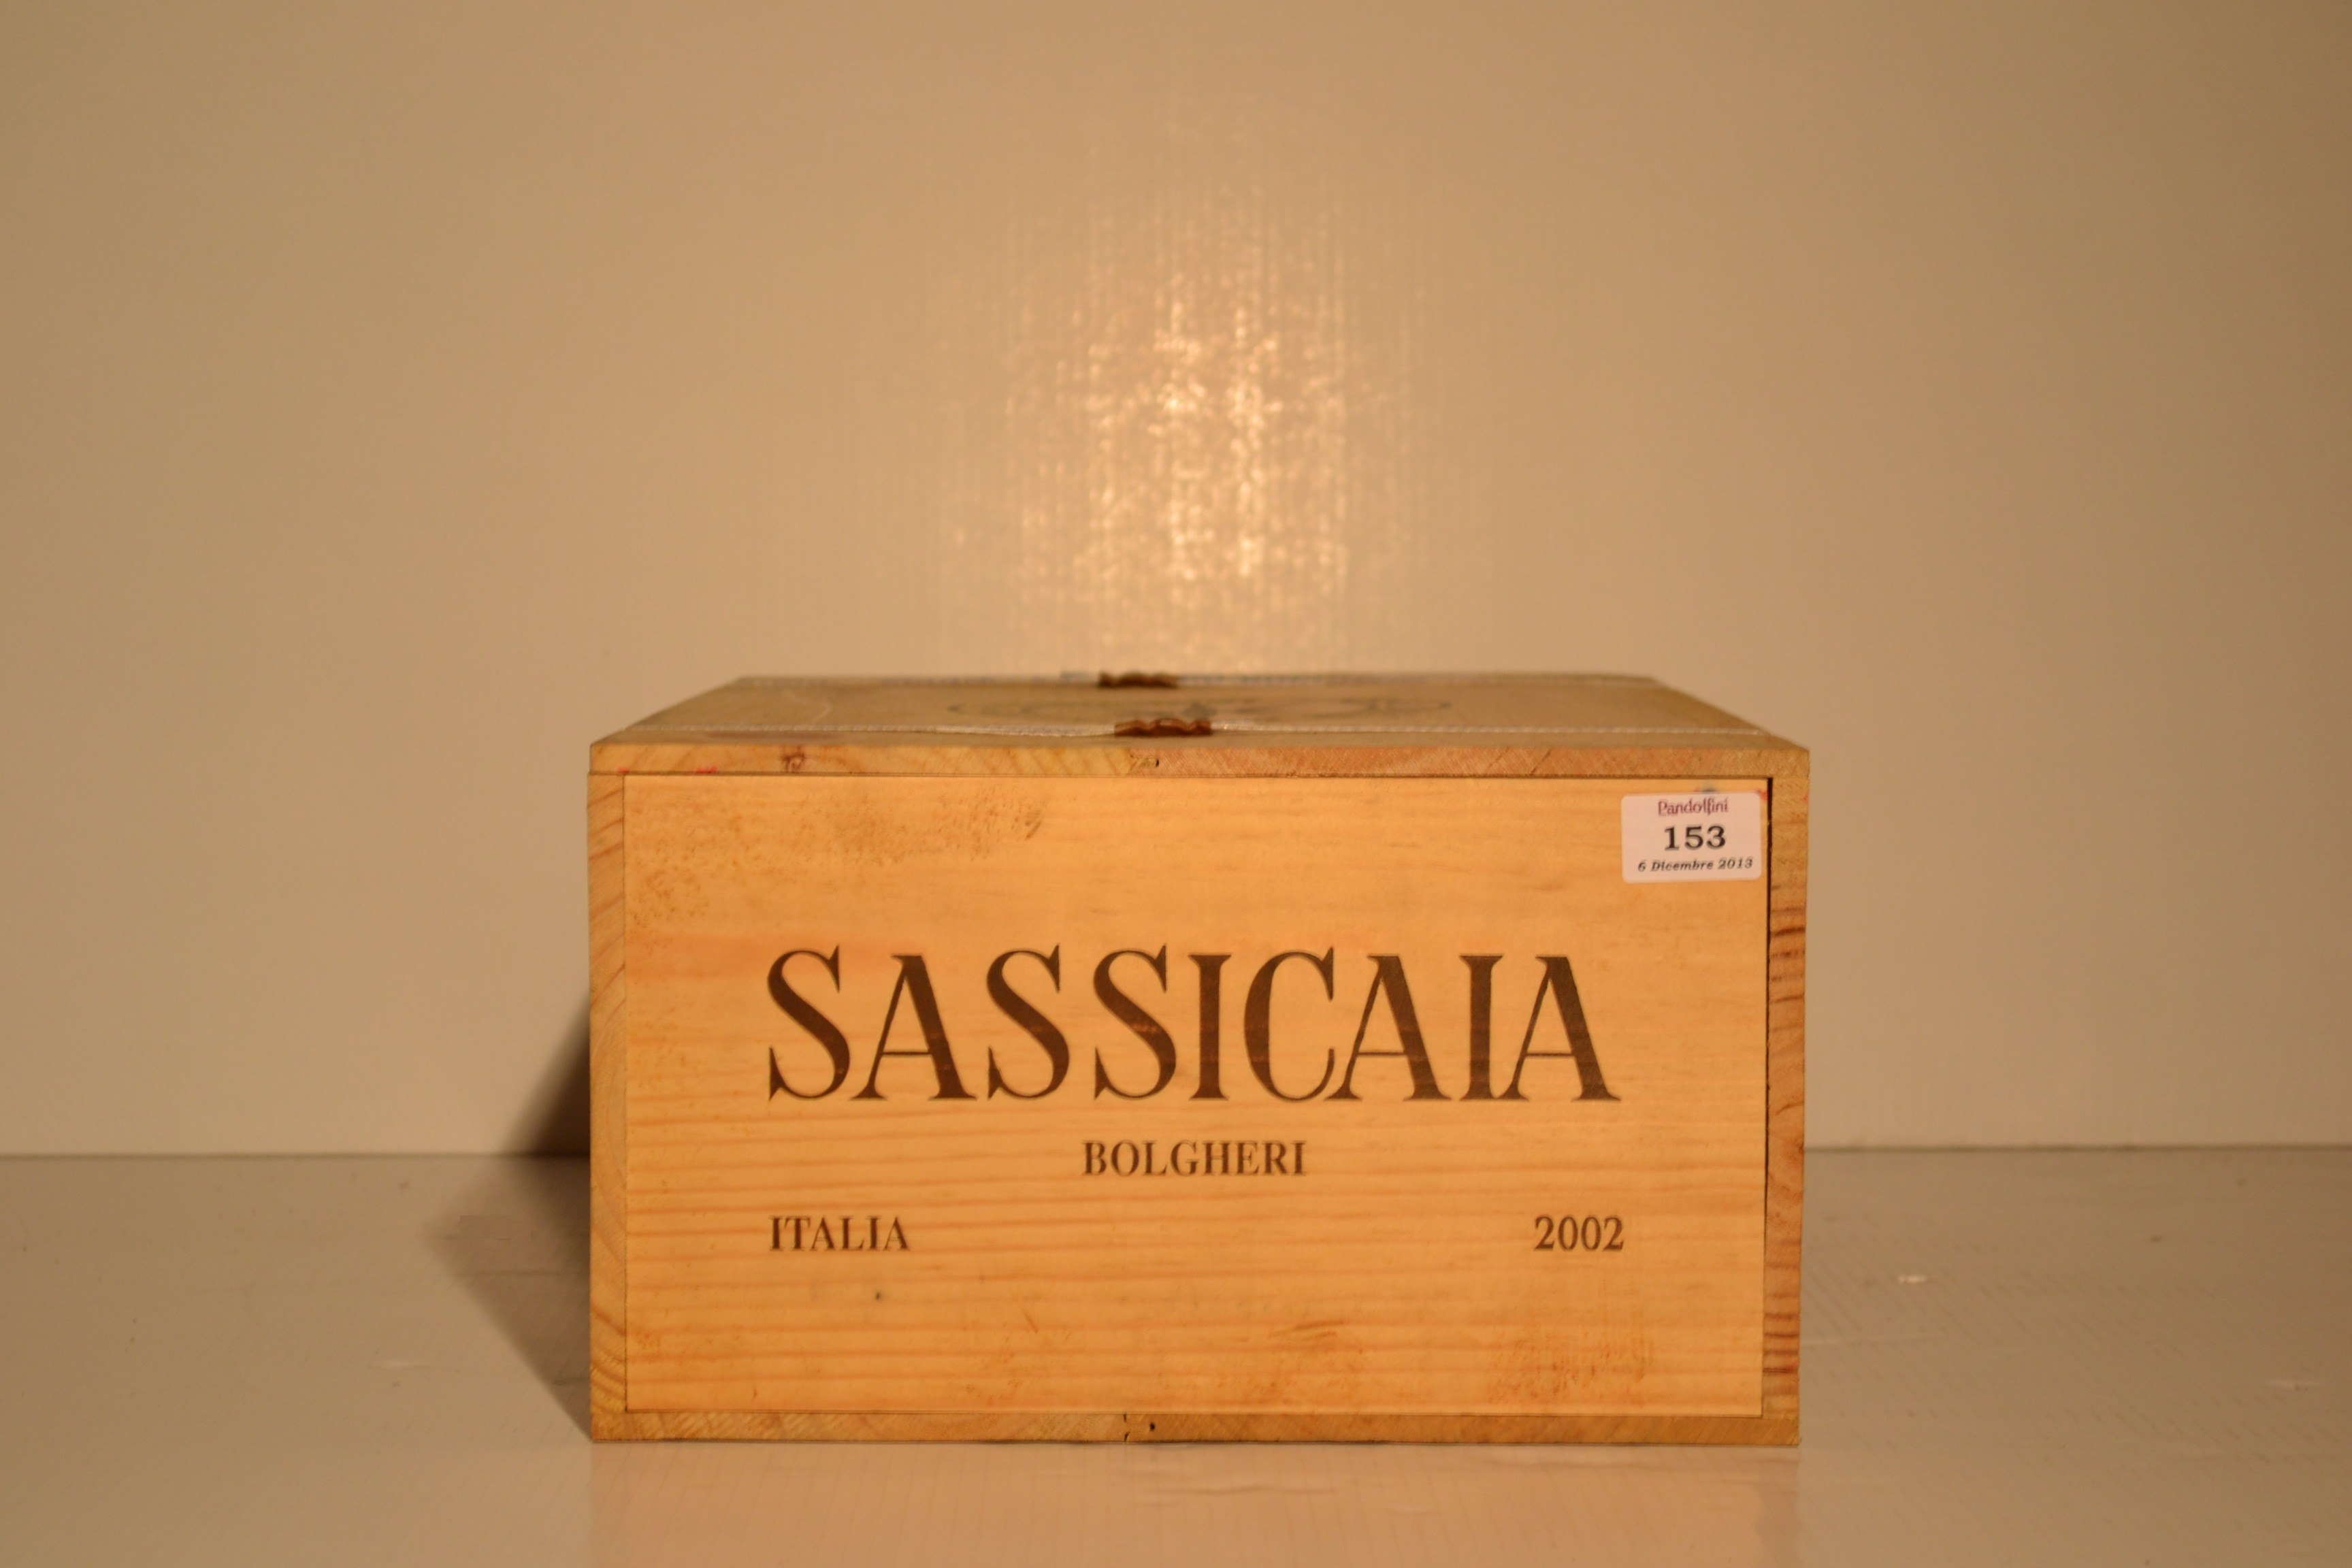 Pandolfini
153
6 Dicembre 2013
SASSICAIA
BOLGHERI
ITALIA 2002